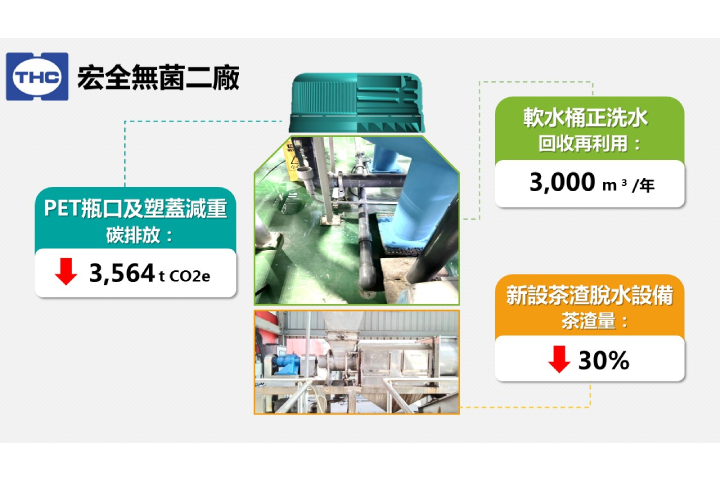 THC
宏全無菌二廠
PET瓶口及塑蓋減重
碳排放：
3,564 t CO2e
軟水桶正洗水
回收再利用：
3,000 m³/年
新設茶渣脫水設備
茶渣量：
30%